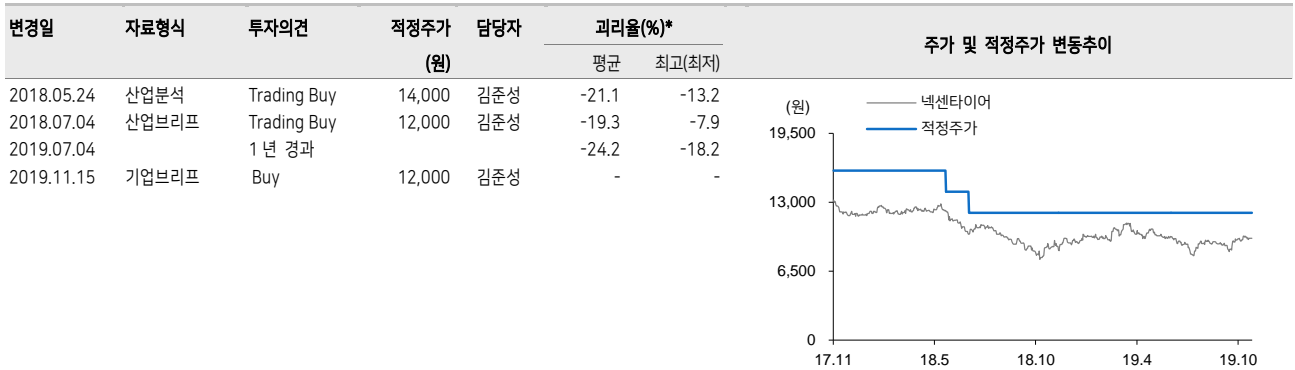 변경일 자료형식 투자의견 적정주가 담당자 괴리율(%)* 주가 및 적정주가 변동추이
(원) 평균 최고(최저)
2018.05.24 산업분석 Trading Buy 14,000 김준성 -21.1 -13.2
2018.07.04 산업브리프 Trading Buy 12,000 김준성 -19.3 -7.9
2019.07.04 1년 경과 -24.2 -18.2
2019.11.15 기업브리프 Buy 12,000 김준성 - -
(원)
넥센타이어
적정주가
19,500
13,000
6,500
0
17.11 18.5 18.10 19.4 19.10